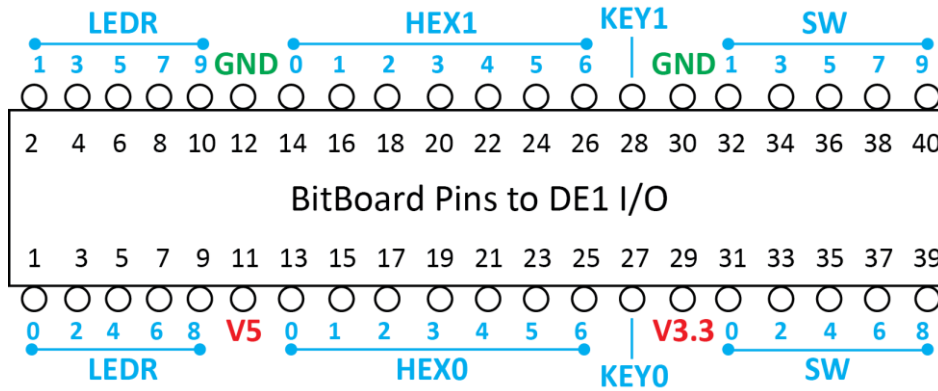 LEDR HEX1 KEY1 SW
1 3 5 7 9 GND 0 1 2 3 4 5 6 GND 1 3 5 7 9
2 4 6 8 10 12 14 16 18 20 22 24 26 28 30 32 34 36 38 40
BitBoard Pins to DE1 I/O
1 3 5 7 9 11 13 15 17 19 21 23 25 27 29 31 33 35 37 39
0 2 4 6 8 V5 0 1 2 3 4 5 6 V3.3 0 2 4 6 8
LEDR HEX0 KEY0 SW